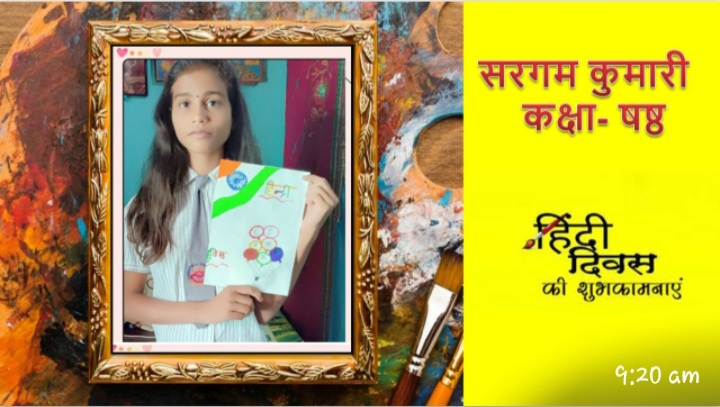 सरगम कुमारी
कक्षा- षष्ठ
हिंदी
दिवस
की शुभकामनाएं
9:20 am